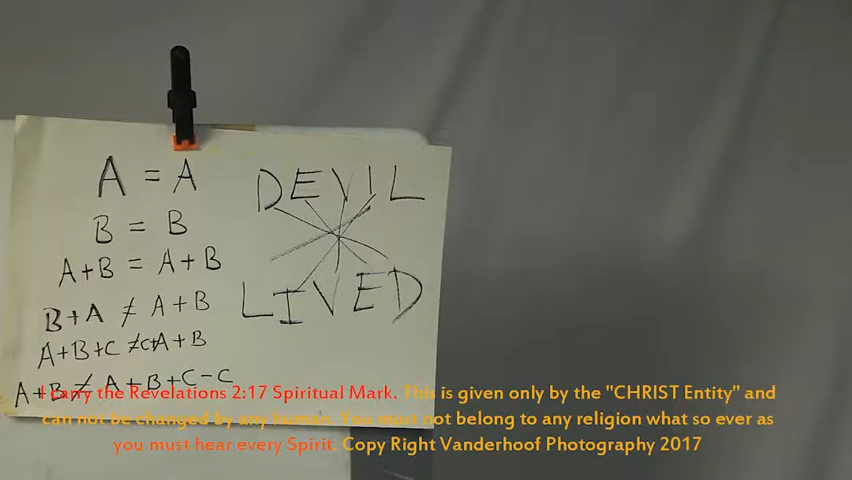 A = A
B = B
A+B = A+B
B+A ≠ A+B
A+B+C ≠ C+A+B
A+B ≠ A+B+C-C
DEVIL
LIVED
I carry the Revelations 2:17 Spiritual Mark. This is given only by the "CHRIST Entity" and
can not be changed by any human. You must not belong to any religion what so ever as
you must hear every Spirit. Copy Right Vanderhoof Photography 2017